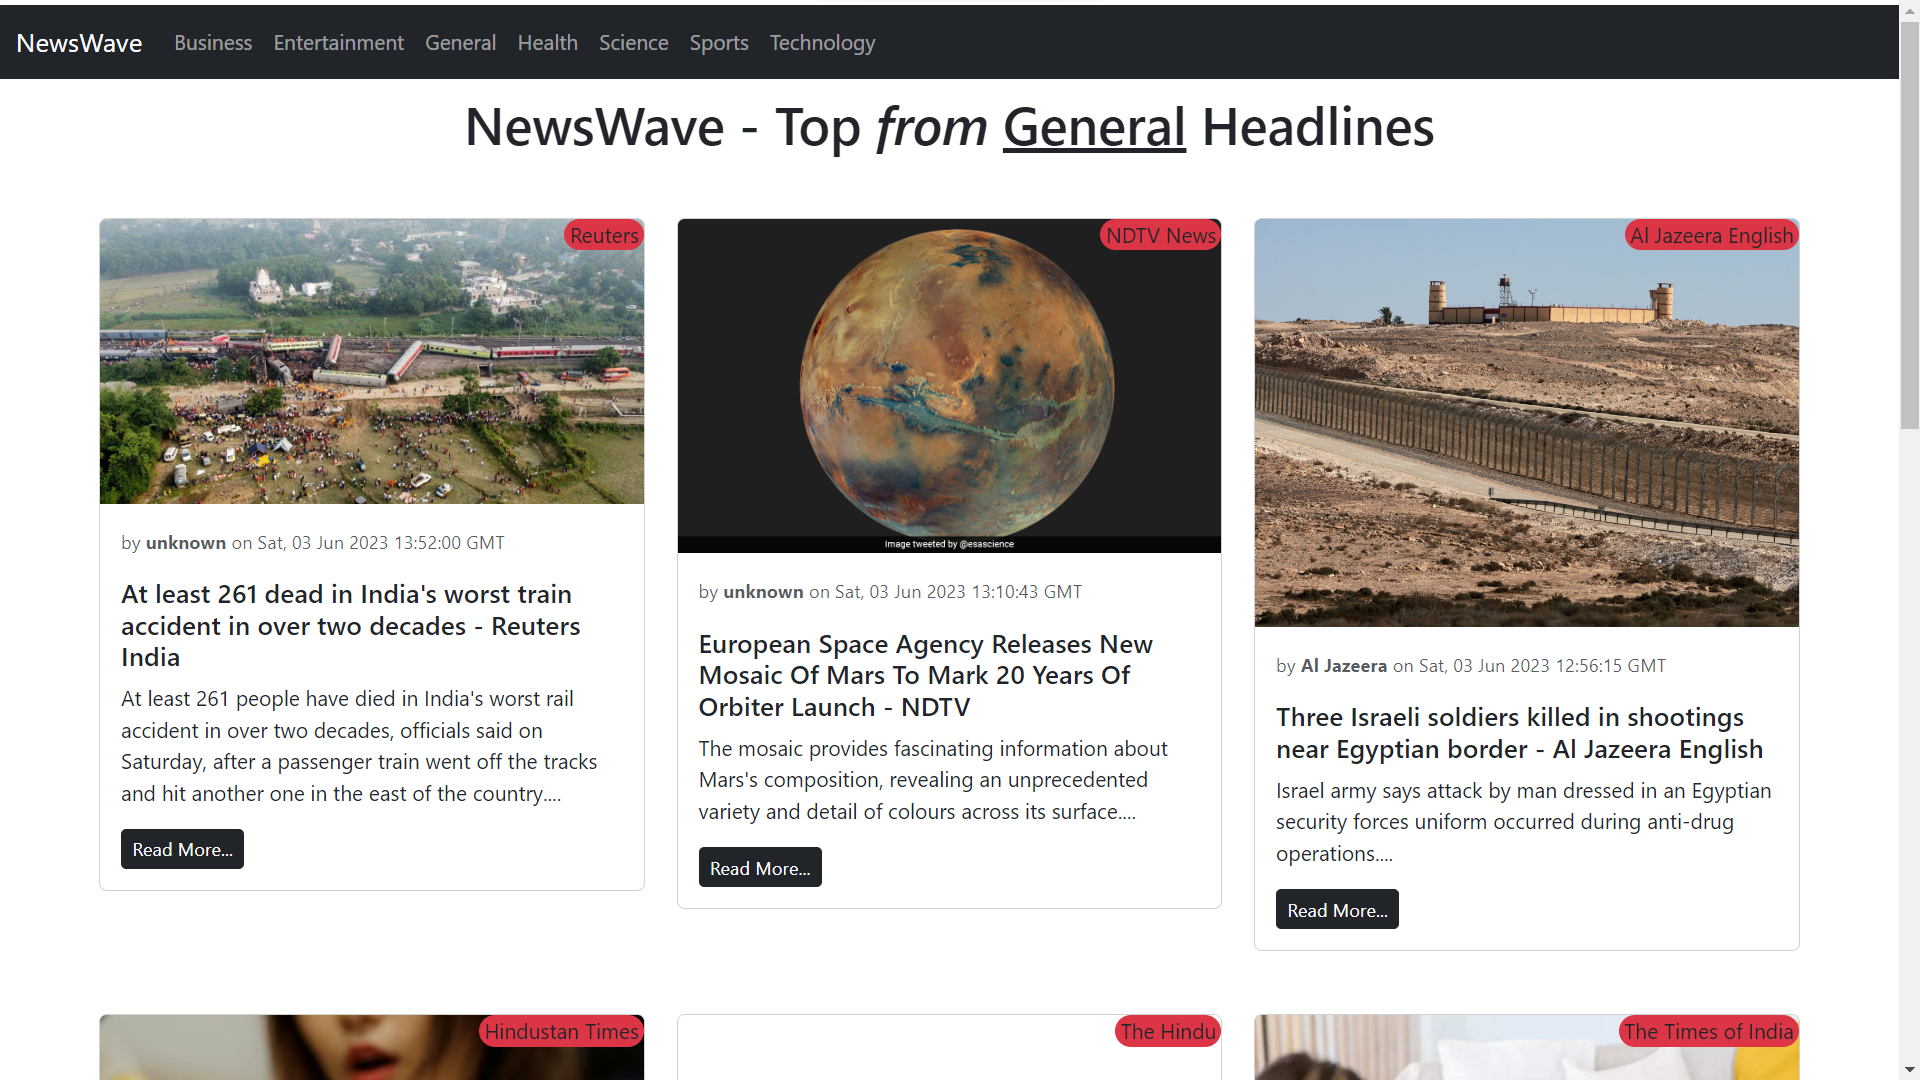 NewsWave Business Entertainment General Health Science Sports Technology
NewsWave - Top from General Headlines
Reuters
by unknown on Sat, 03 Jun 2023 13:52:00 GMT
At least 261 dead in India's worst train
accident in over two decades - Reuters
India
At least 261 people have died in India's worst rail
accident in over two decades, officials said on
Saturday, after a passenger train went off the tracks
and hit another one in the east of the country....
Read More...
NDTV News
Image tweeted by @esascience
by unknown on Sat, 03 Jun 2023 13:10:43 GMT
European Space Agency Releases New
Mosaic Of Mars To Mark 20 Years Of
Orbiter Launch - NDTV
The mosaic provides fascinating information about
Mars's composition, revealing an unprecedented
variety and detail of colours across its surface....
Read More...
Al Jazeera English
by Al Jazeera on Sat, 03 Jun 2023 12:56:15 GMT
Three Israeli soldiers killed in shootings
near Egyptian border - Al Jazeera English
Israel army says attack by man dressed in an Egyptian
security forces uniform occurred during anti-drug
operations....
Read More...
Hindustan Times
The Hindu
The Times of India